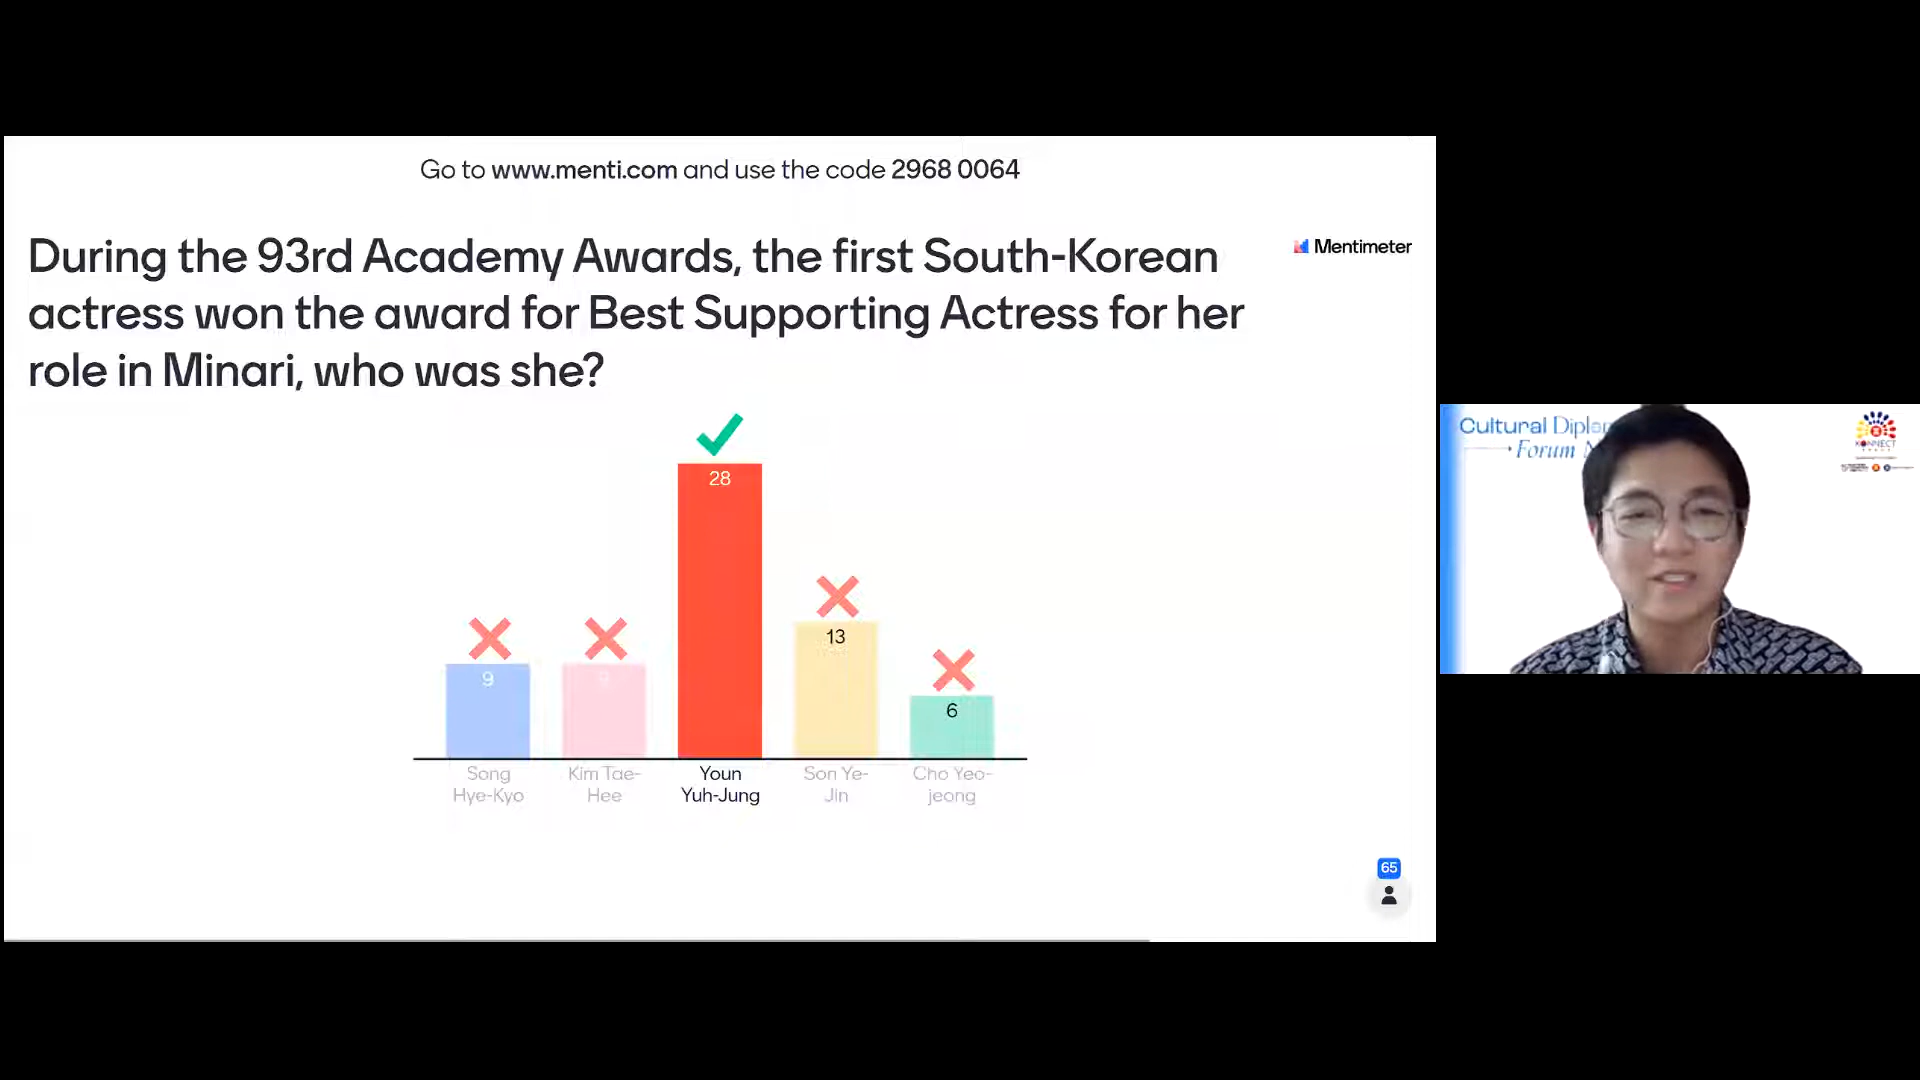 Go to www.menti.com and use the code 2968 0064
During the 93rd Academy Awards, the first South-Korean
actress won the award for Best Supporting Actress for her
role in Minari, who was she?
Mentimeter
28
13
9
9
6
Song
Hye-Kyo
Kim Tae-
Hee
Youn
Yuh-Jung
Son Ye-
Jin
Cho Yeo-
jeong
65
Cultural
Forum
KONNECT